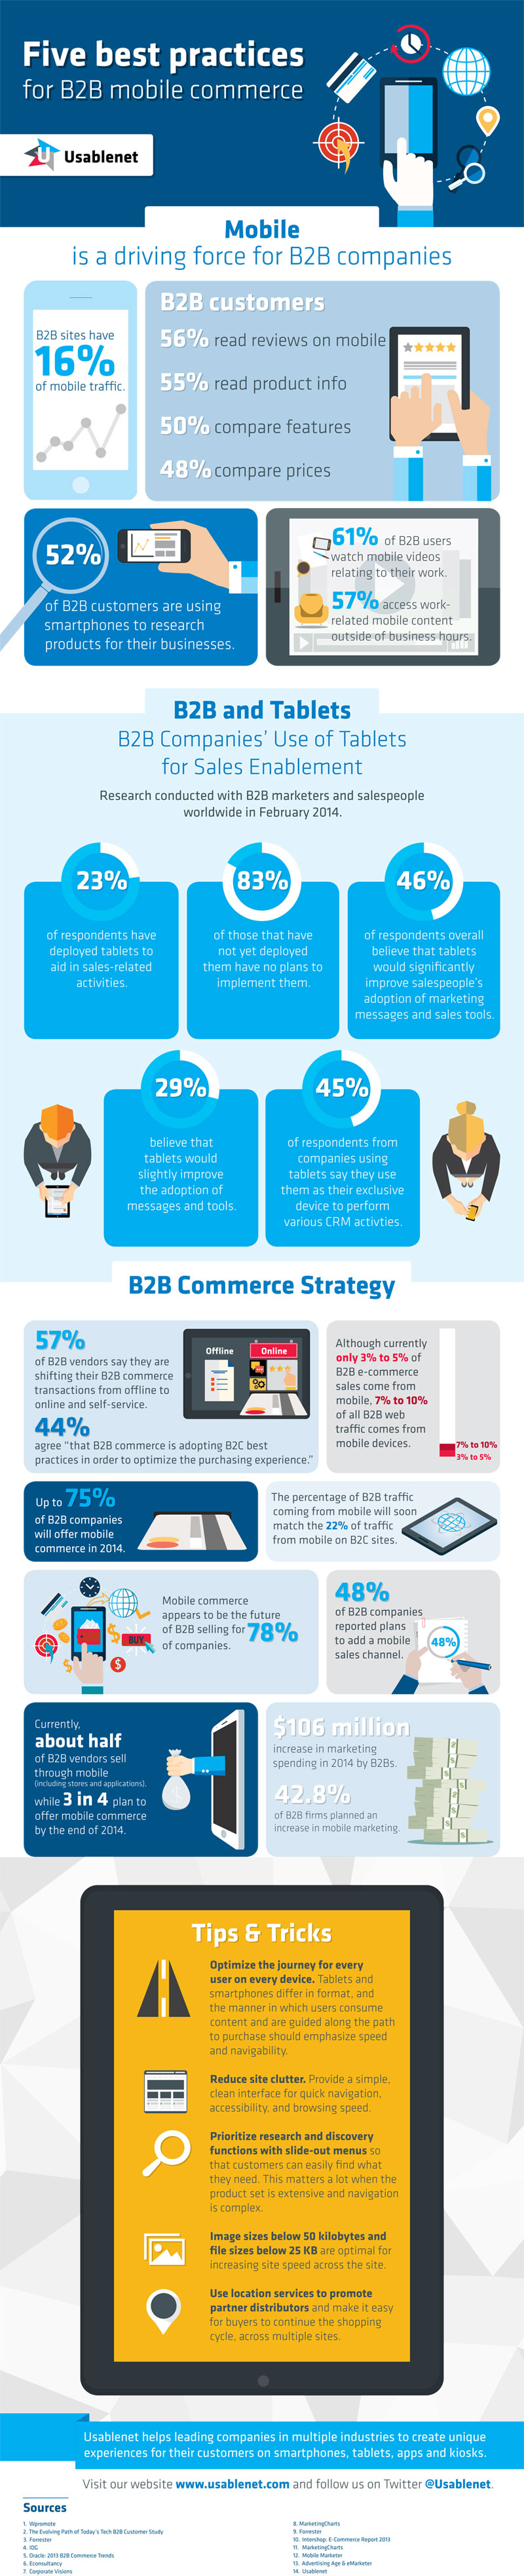 Five best practices
for B2B mobile commerce
Usablenet
Mobile
is a driving force for B2B companies
B2B sites have
16%
of mobile traffic.
B2B customers
56% read reviews on mobile
55% read product info
50% compare features
48% compare prices
52%
of B2B customers are using
smartphones to research
products for their businesses.
61% of B2B users
watch mobile videos
relating to their work.
57% access work-
related mobile content
outside of business hours.
B2B and Tablets
B2B Companies' Use of Tablets
for Sales Enablement
Research conducted with B2B marketers and salespeople
worldwide in February 2014.
23%
of respondents have
deployed tablets to
aid in sales-related
activities.
83%
of those that have
not yet deployed
them have no plans to
implement them.
46%
of respondents overall
believe that tablets
would significantly
improve salespeople's
adoption of marketing
messages and sales tools.
29%
believe that
tablets would
slightly improve
the adoption of
messages and tools.
45%
of respondents from
companies using
tablets say they use
them as their exclusive
device to perform
various CRM activties.
B2B Commerce Strategy
57%
of B2B vendors say they are
shifting their B2B commerce
transactions from offline to
online and self-service.
44%
agree "that B2B commerce is adopting B2C best
practices in order to optimize the purchasing experience."
Offline
Online
Although currently
only 3% to 5% of
B2B e-commerce
sales come from
mobile, 7% to 10%
of all B2B web
traffic comes from
mobile devices.
7% to 10%
3% to 5%
Up to 75%
of B2B companies
will offer mobile
commerce in 2014.
The percentage of B2B traffic
coming from mobile will soon
match the 22% of traffic
from mobile on B2C sites.
BUY
Mobile commerce
appears to be the future
of B2B selling for 78%
of companies.
48%
of B2B companies
reported plans
to add a mobile
sales channel.
48%
Currently,
about half
of B2B vendors sell
through mobile
(including stores and applications),
while 3 in 4 plan to
offer mobile commerce
by the end of 2014.
$106 million
increase in marketing
spending in 2014 by B2Bs.
42.8%
of B2B firms planned an
increase in mobile marketing.
Tips & Tricks
Optimize the journey for every
user on every device. Tablets and
smartphones differ in format, and
the manner in which users consume
content and are guided along the path
to purchase should emphasize speed
and navigability.
Reduce site clutter. Provide a simple,
clean interface for quick navigation,
accessibility, and browsing speed.
Prioritize research and discovery
functions with slide-out menus so
that customers can easily find what
they need. This matters a lot when the
product set is extensive and navigation
is complex.
Image sizes below 50 kilobytes and
file sizes below 25 KB are optimal for
increasing site speed across the site.
Use location services to promote
partner distributors and make it easy
for buyers to continue the shopping
cycle, across multiple sites.
Usablenet helps leading companies in multiple industries to create unique
experiences for their customers on smartphones, tablets, apps and kiosks.
Visit our website www.usablenet.com and follow us on Twitter @Usablenet.
Sources
1. Wpromote
2. The Evolving Path of Today's Tech B2B Customer Study
3. Forrester
4. IDG
5. Oracle: 2013 B2B Commerce Trends
6. Econsultancy
7. Corporate Visions
8. MarketingCharts
9. Forrester
10. Intershop: E-Commerce Report 2013
11. MarketingCharts
12. Mobile Marketer
13. Advertising Age & eMarketer
14. Usablenet